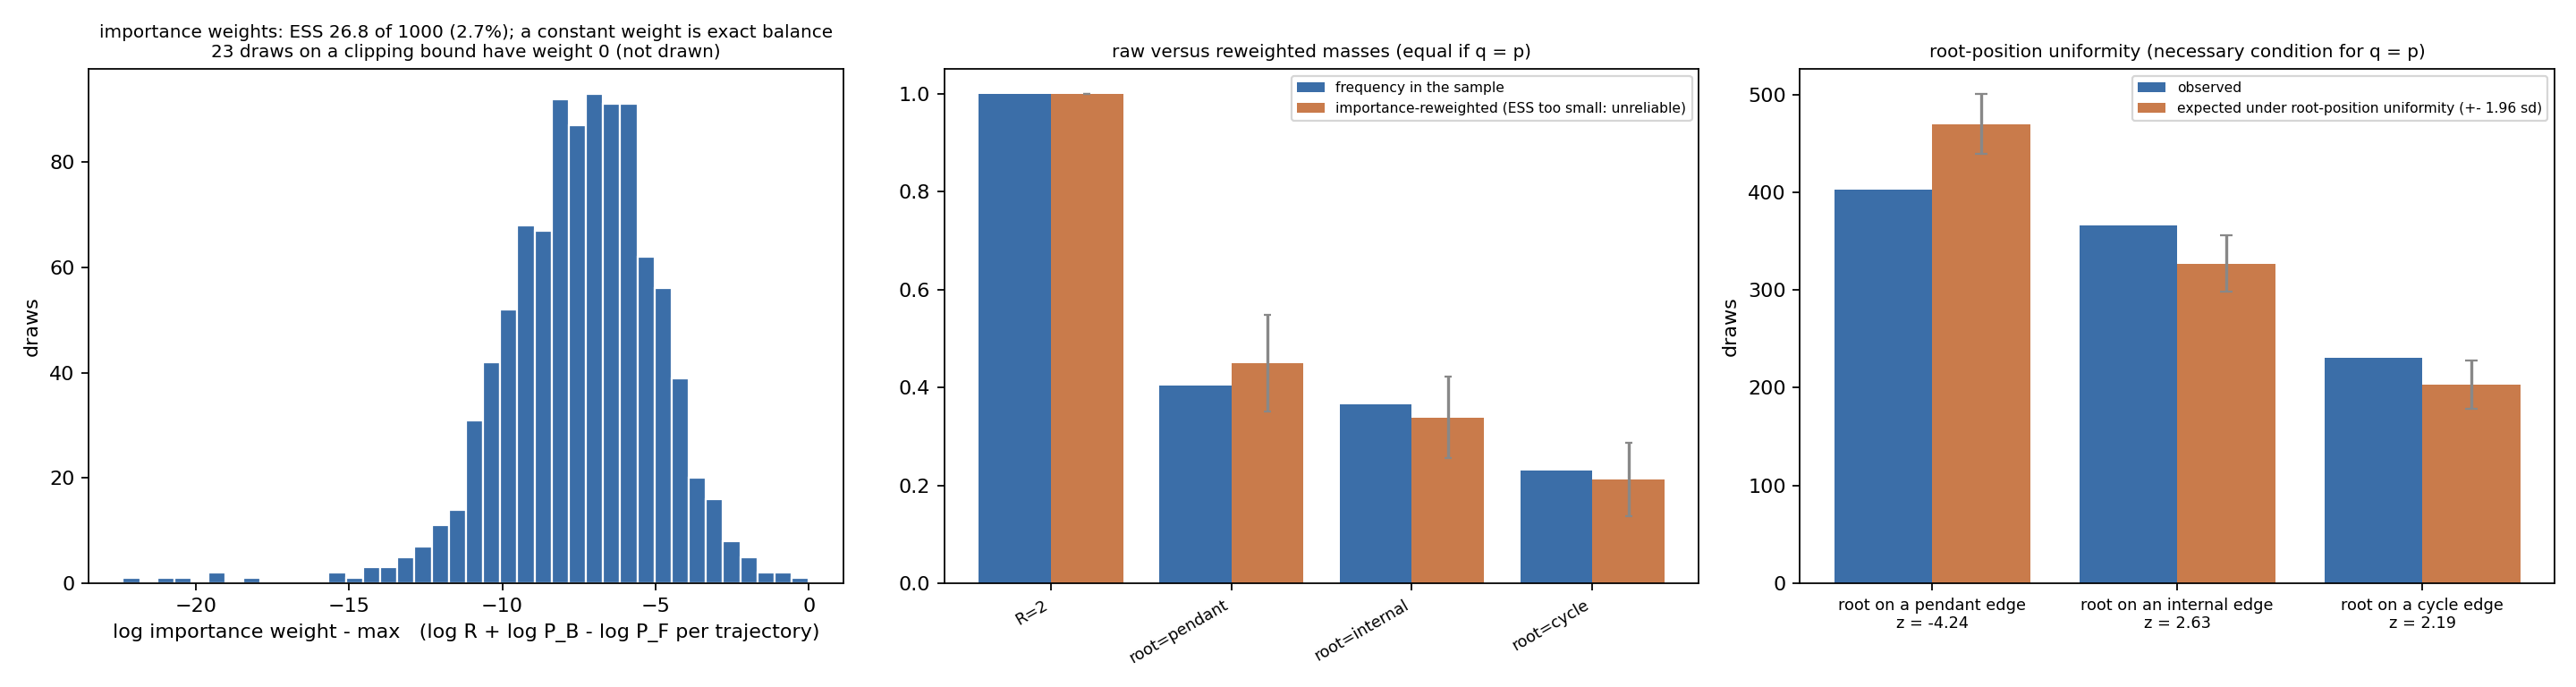 importance weights: ESS 26.8 of 1000 (2.7%); a constant weight is exact balance
23 draws on a clipping bound have weight 0 (not drawn)
draws
80
60
40
20
0
−20
−15
−10
−5
0
log importance weight - max   (log R + log P_B - log P_F per trajectory)
raw versus reweighted masses (equal if q = p)
frequency in the sample
importance-reweighted (ESS too small: unreliable)
1.0
0.8
0.6
0.4
0.2
0.0
R=2
root=pendant
root=internal
root=cycle
root-position uniformity (necessary condition for q = p)
observed
expected under root-position uniformity (+- 1.96 sd)
draws
500
400
300
200
100
0
root on a pendant edge
z = -4.24
root on an internal edge
z = 2.63
root on a cycle edge
z = 2.19